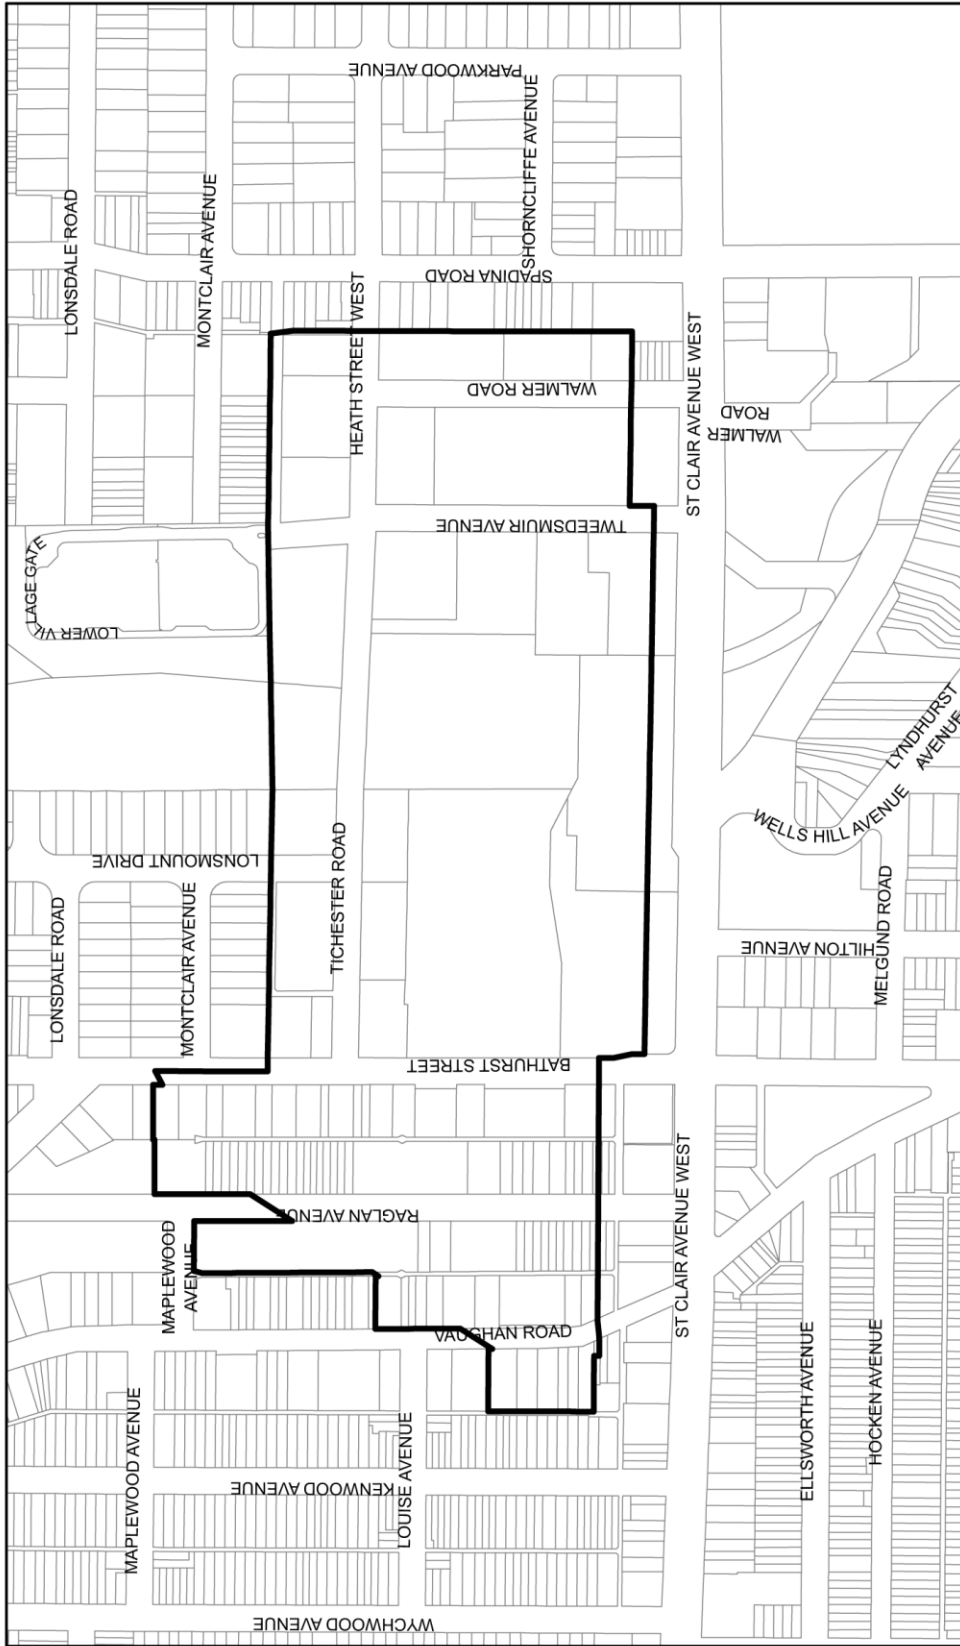 PARKWOOD AVENUE
SHORNCLIFFE AVENUE
LONSDALE ROAD
MONTCLAIR AVENUE
SPADINA ROAD
HEATH STREET WEST
ST CLAIR AVENUE WEST
WALMER ROAD
WALMER
ROAD
TWEEDSMUIR AVENUE
LOWER VILLAGE GATE
LYNDHURST
AVENUE
WELLS HILL AVENUE
LONSMOUNT DRIVE
TICHESTER ROAD
LONSDALE ROAD
MONTCLAIR AVENUE
MELGUND ROAD
HILTON AVENUE
BATHURST STREET
ST CLAIR AVENUE WEST
RAGLAN AVENUE
MAPLEWOOD
AVENUE
VAUGHAN ROAD
ELLSWORTH AVENUE
HOCKEN AVENUE
MAPLEWOOD AVENUE
LOUISE AVENUE
KENWOOD AVENUE
WYCHWOOD AVENUE